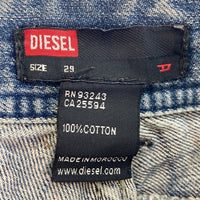 DIESEL
SIZE 29
RN 93243
CA 25594
100% COTTON
MADE IN MOROCCO
www.diesel.com